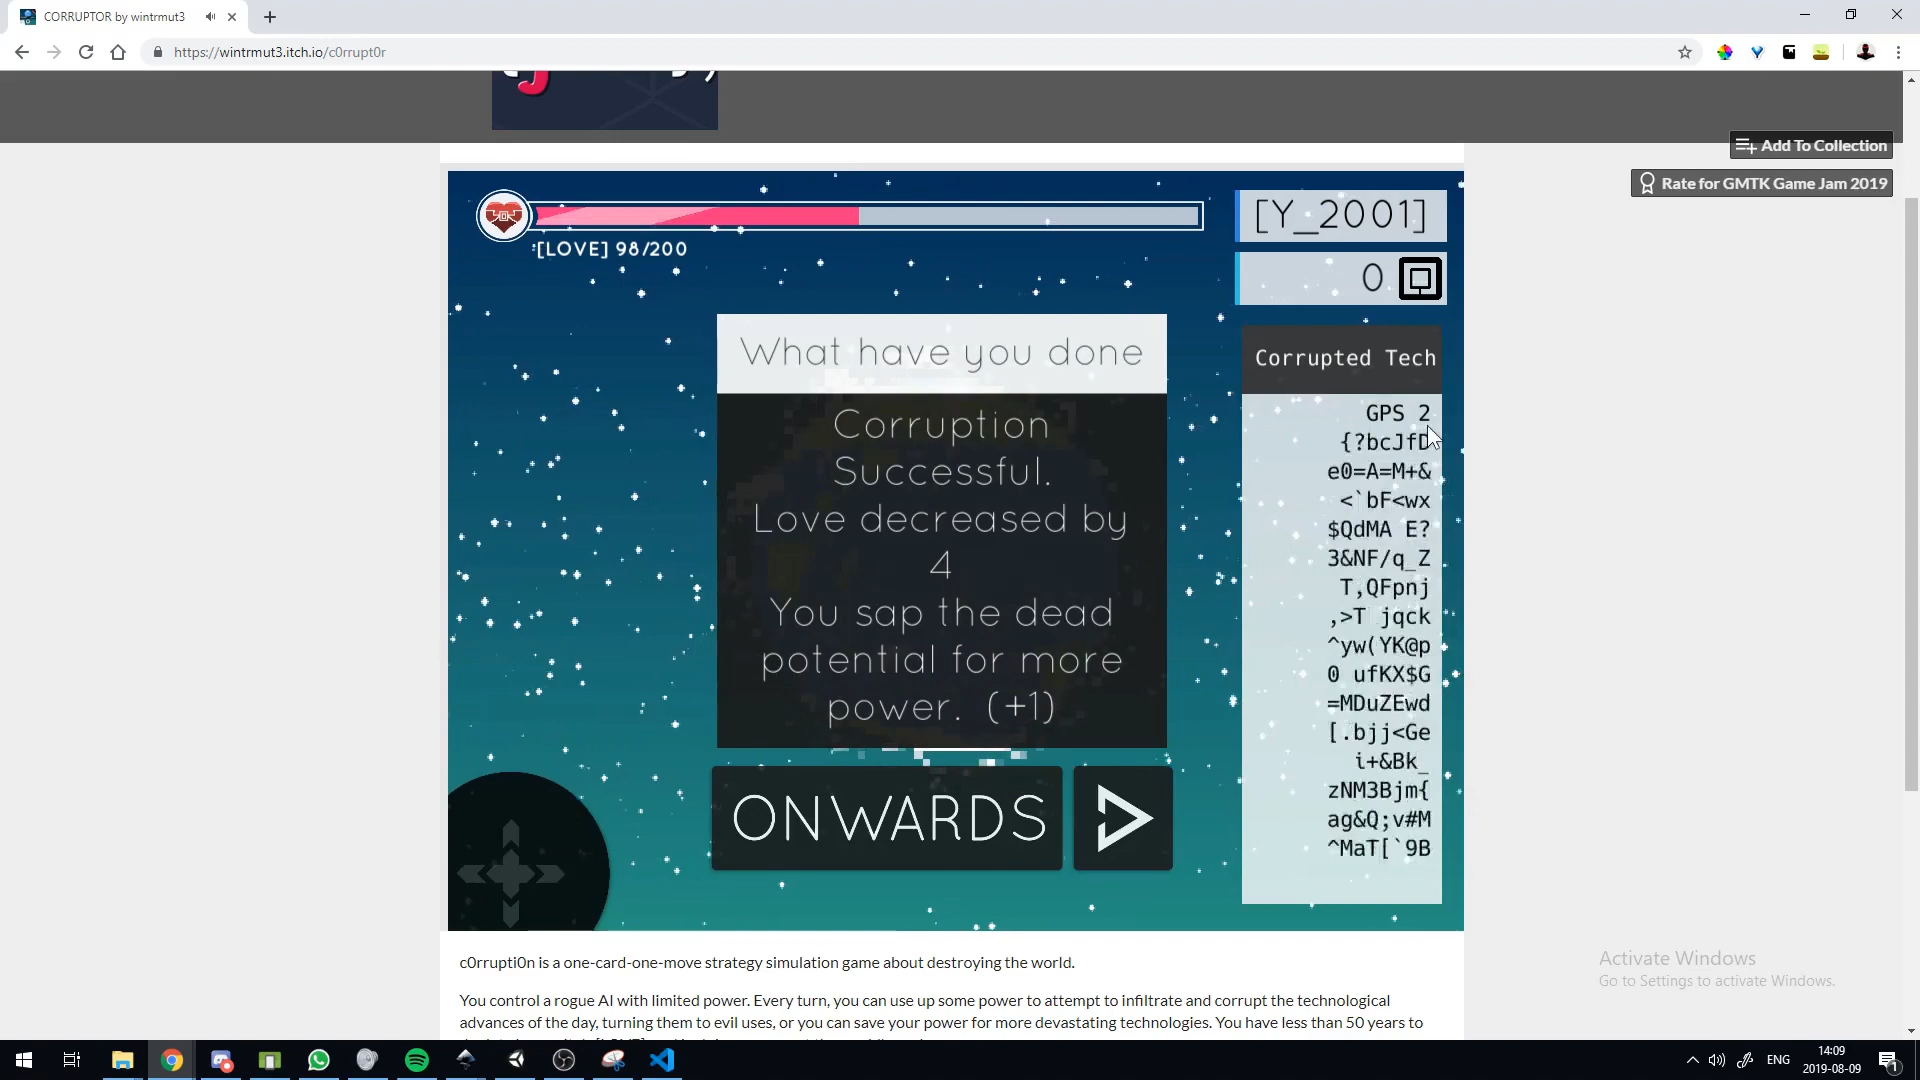 CORRUPTOR by wintrmut3
https://wintrmut3.itch.io/c0rrupt0r
Add To Collection
Rate for GMTK Game Jam 2019
[LOVE] 98/200
[Y_2001]
0
What have you done
Corruption
Successful.
Love decreased by
4
You sap the dead
potential for more
power. (+1)
ONWARDS
Corrupted Tech
GPS 2
{?bcJfD
e0=A=M+&
<`bF<wx
$QdMA E?
3&NF/q_Z
T,QFpnj
,>T jqck
^yw(YK@p
0 ufKX$G
=MDuZEwd
[.bjj<Ge
i+&Bk_
zNM3Bjm{
ag&Q;v#M
^MaT[`9B
c0rrupti0n is a one-card-one-move strategy simulation game about destroying the world.
You control a rogue AI with limited power. Every turn, you can use up some power to attempt to infiltrate and corrupt the technological
advances of the day, turning them to evil uses, or you can save your power for more devastating technologies. You have less than 50 years to
Activate Windows
Go to Settings to activate Windows.
ENG
14:09
2019-08-09
1